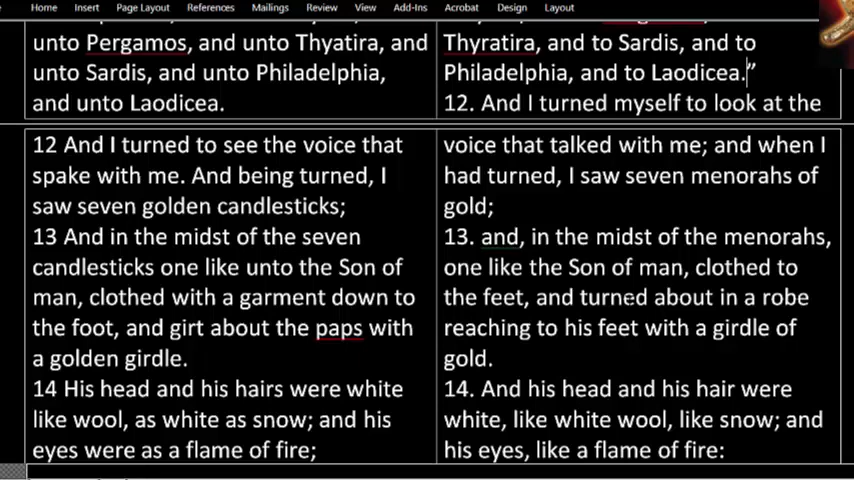 Home Insert Page Layout References Mailings Review View Add-Ins Acrobat Design Layout
unto Pergamos, and unto Thyatira, and
unto Sardis, and unto Philadelphia,
and unto Laodicea.
12 And I turned to see the voice that
spake with me. And being turned, I
saw seven golden candlesticks;
13 And in the midst of the seven
candlesticks one like unto the Son of
man, clothed with a garment down to
the foot, and girt about the paps with
a golden girdle.
14 His head and his hairs were white
like wool, as white as snow; and his
eyes were as a flame of fire;
Thyratira, and to Sardis, and to
Philadelphia, and to Laodicea.”
12. And I turned myself to look at the
voice that talked with me; and when I
had turned, I saw seven menorahs of
gold;
13. and, in the midst of the menorahs,
one like the Son of man, clothed to
the feet, and turned about in a robe
reaching to his feet with a girdle of
gold.
14. And his head and his hair were
white, like white wool, like snow; and
his eyes, like a flame of fire: